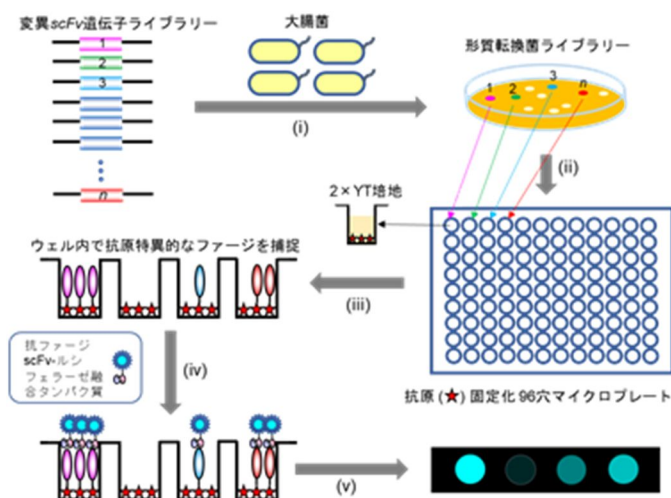 変異scFv遺伝子ライブラリー
大腸菌
形質転換菌ライブラリー
1
2
3
n
(i)
1
2
3
n
(ii)
2×YT培地
ウェル内で抗原特異的なファージを捕捉
(iii)
抗ファージ
scFv-ルシ
フェラーゼ融
合タンパク質
(iv)
抗原(★)固定化96穴マイクロプレート
(v)